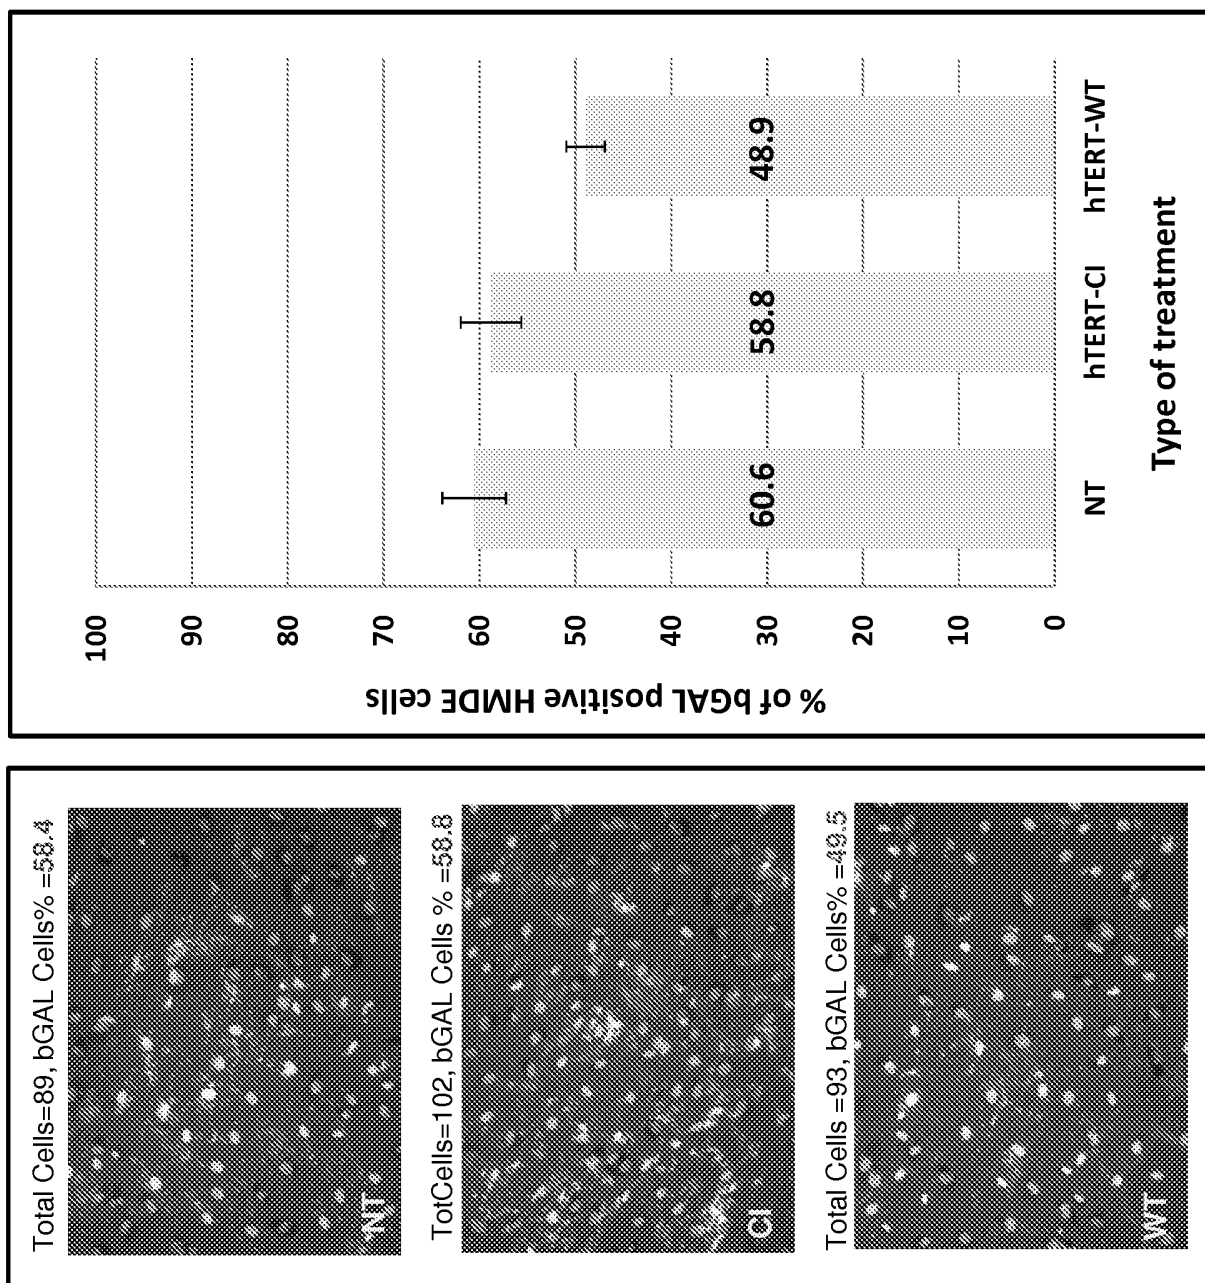 Total Cells=89, bGAL Cells% =58.4
NT
TotCells=102, bGAL Cells % =58.8
CI
Total Cells =93, bGAL Cells% =49.5
WT
% of bGAL positive HMDE cells
100
90
80
70
60
50
40
30
20
10
0
60.6
58.8
48.9
NT
hTERT-CI
hTERT-WT
Type of treatment